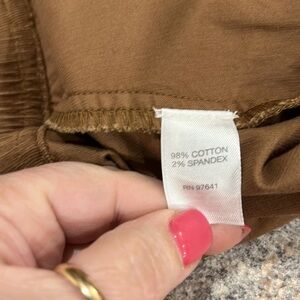 98% COTTON
2% SPANDEX
RN 97641